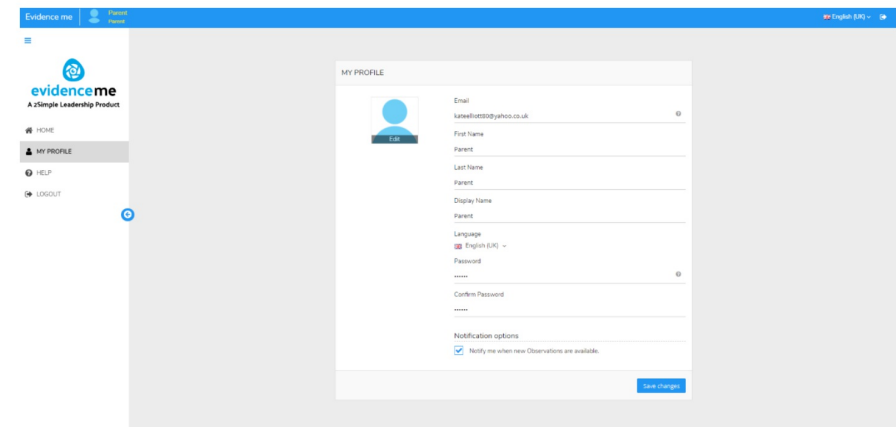 Evidence me
Parent
Parent
English (UK)
evidenceme
A 2Simple Leadership Product
HOME
MY PROFILE
HELP
LOGOUT
MY PROFILE
Edit
Email
kateelliott80@yahoo.co.uk
First Name
Parent
Last Name
Parent
Display Name
Parent
Language
English (UK)
Password
••••••
Confirm Password
••••••
Notification options
Notify me when new Observations are available.
Save changes